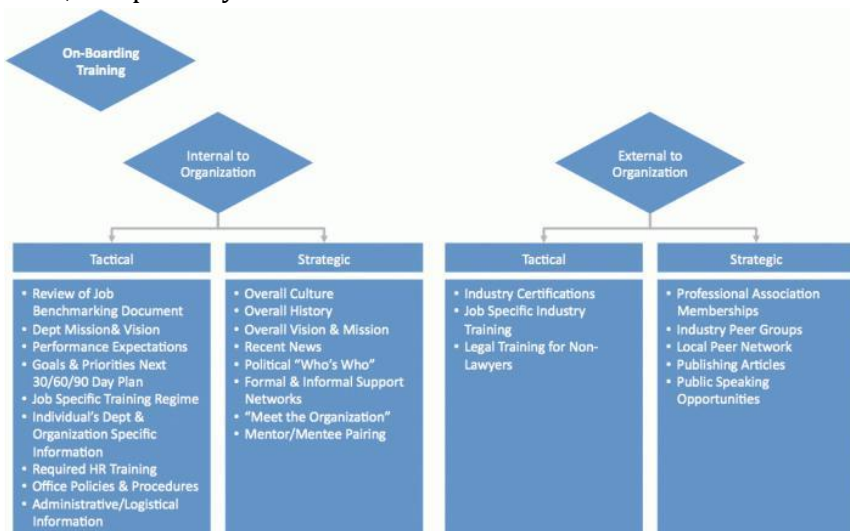 On-Boarding
Training
Internal to
Organization
External to
Organization
Tactical
• Review of Job
Benchmarking Document
• Dept Mission& Vision
• Performance Expectations
• Goals & Priorities Next
30/60/90 Day Plan
• Job Specific Training Regime
• Individual's Dept &
Organization Specific
Information
• Required HR Training
• Office Policies & Procedures
• Administrative/Logistical
Information
Strategic
• Overall Culture
• Overall History
• Overall Vision & Mission
• Recent News
• Political "Who's Who"
• Formal & Informal Support
Networks
• "Meet the Organization"
• Mentor/Mentee Pairing
Tactical
• Industry Certifications
• Job Specific Industry
Training
• Legal Training for Non-
Lawyers
Strategic
• Professional Association
Memberships
• Industry Peer Groups
• Local Peer Network
• Publishing Articles
• Public Speaking
Opportunities